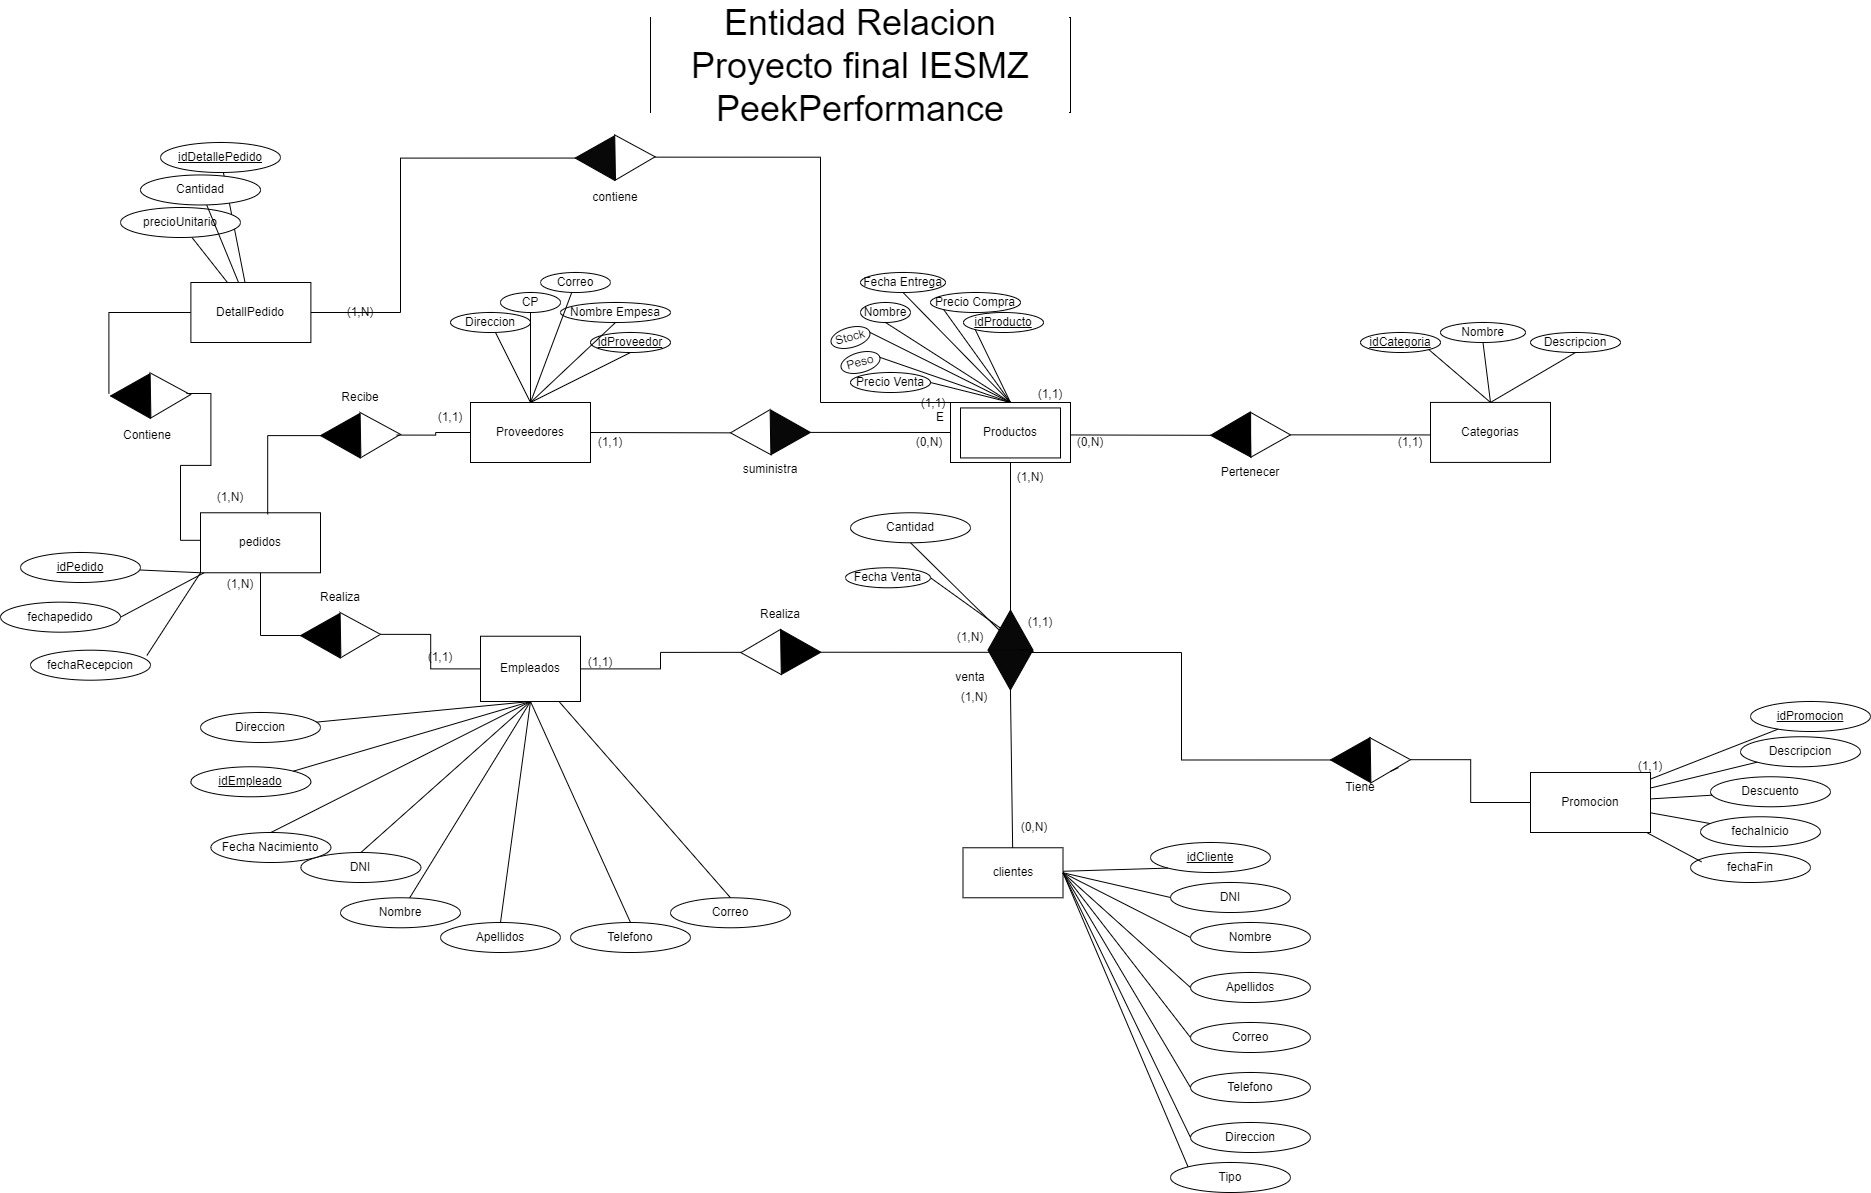 Entidad Relacion
Proyecto final IESMZ
PeekPerformance
idDetallePedido
Cantidad
precioUnitario
DetallPedido
(1,N)
contiene
Contiene
Recibe
(1,1)
(1,N)
pedidos
(1,N)
idPedido
fechapedido
fechaRecepcion
Direccion
CP
Correo
Nombre Empesa
idProveedor
Proveedores
(1,1)
suministra
Fecha Entrega
Precio Compra
idProducto
Nombre
Stock
Peso
Precio Venta
(1,1)
(1,1)
E
(0,N)
Productos
(0,N)
(1,N)
Pertenecer
(1,1)
idCategoria
Nombre
Descripcion
Categorias
Realiza
(1,1)
Empleados
(1,1)
Realiza
Cantidad
Fecha Venta
(1,N)
(1,1)
venta
(1,N)
Direccion
idEmpleado
Fecha Nacimiento
DNI
Nombre
Apellidos
Telefono
Correo
(0,N)
clientes
idCliente
DNI
Nombre
Apellidos
Correo
Telefono
Direccion
Tipo
Tiene
(1,1)
Promocion
idPromocion
Descripcion
Descuento
fechaInicio
fechaFin